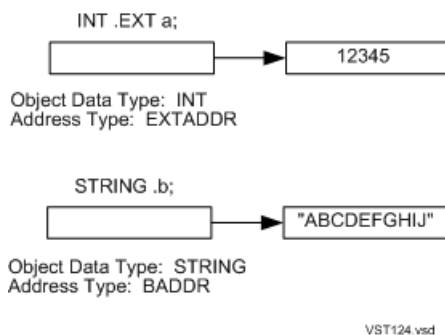 INT .EXT a;
12345
Object Data Type: INT
Address Type: EXTADDR
STRING .b;
"ABCDEFGHIJ"
Object Data Type: STRING
Address Type: BADDR
VST124.vsd